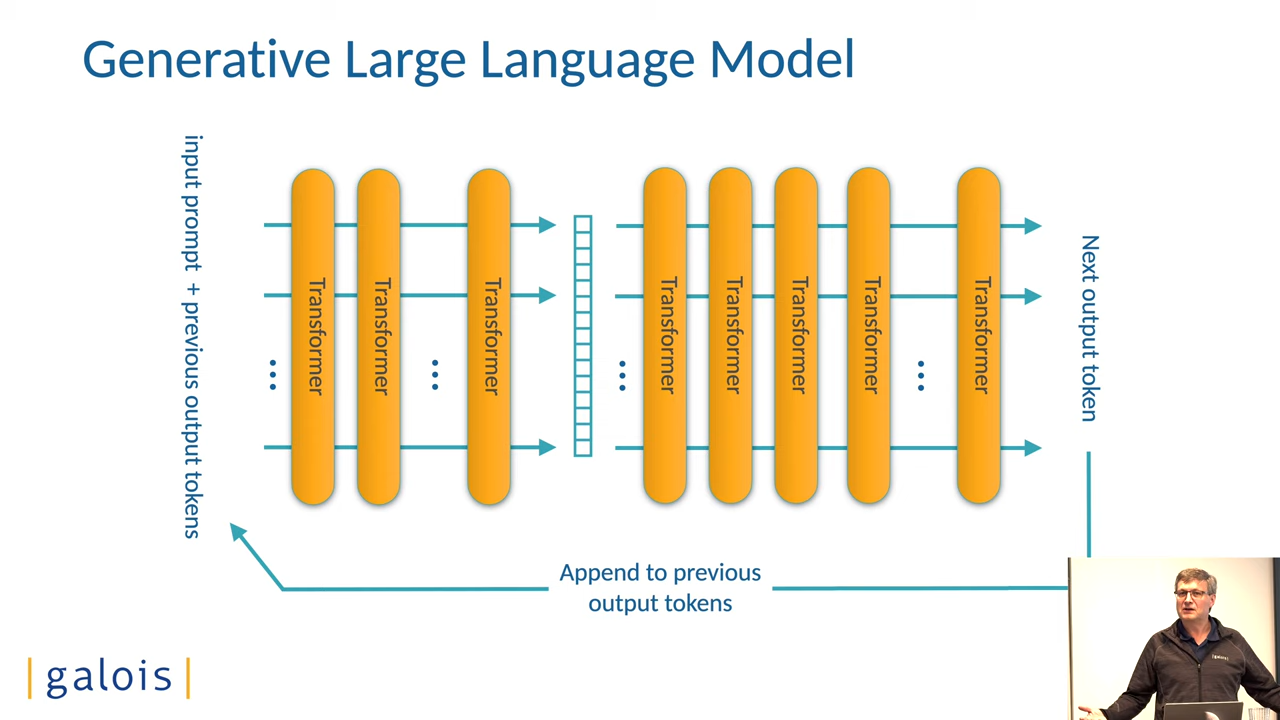 Generative Large Language Model
input prompt + previous output tokens
Transformer
Transformer
...
Transformer
...
Transformer
Transformer
Transformer
Transformer
...
Transformer
...
Next output token
Append to previous
output tokens
|galois|
|galois|